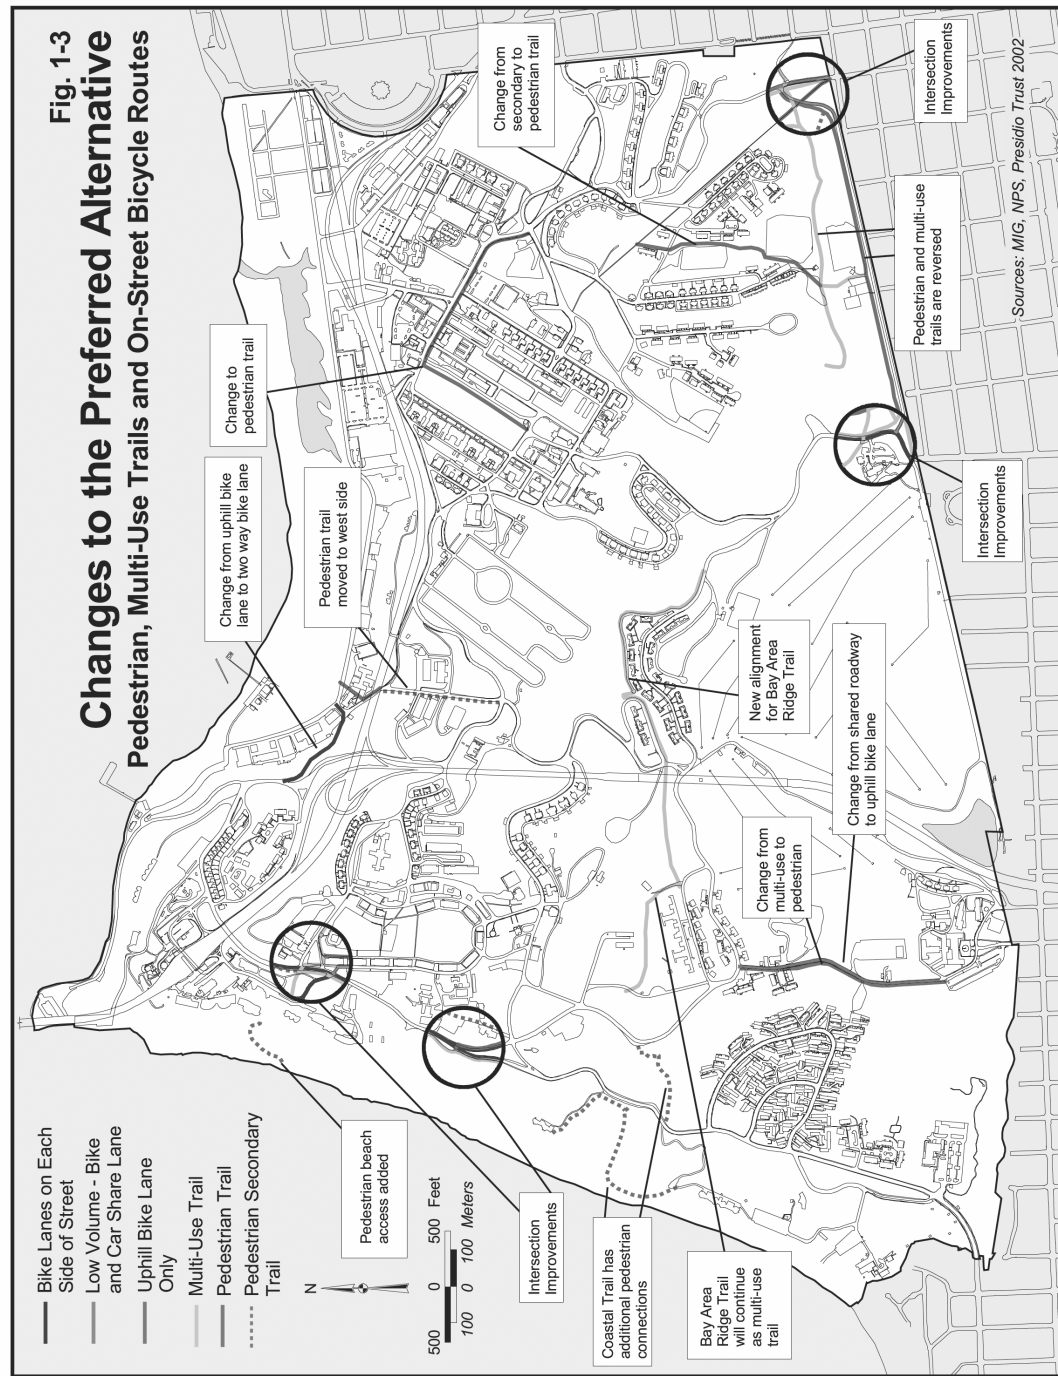 Fig. 1-3
Changes to the Preferred Alternative
Pedestrian, Multi-Use Trails and On-Street Bicycle Routes
Bike Lanes on Each
Side of Street
Low Volume - Bike
and Car Share Lane
Uphill Bike Lane
Only
Multi-Use Trail
Pedestrian Trail
Pedestrian Secondary
Trail
N
500 0 500 Feet
100 0 100 Meters
Pedestrian beach
access added
Intersection
Improvements
Coastal Trail has
additional pedestrian
connections
Bay Area
Ridge Trail
will continue
as multi-use
trail
Change from uphill bike
lane to two way bike lane
Pedestrian trail
moved to west side
Change to
pedestrian trail
Change from
multi-use to
pedestrian
Change from shared roadway
to uphill bike lane
New alignment
for Bay Area
Ridge Trail
Change from
secondary to
pedestrian trail
Intersection
Improvements
Pedestrian and multi-use
trails are reversed
Intersection
Improvements
Sources: MIG, NPS, Presidio Trust 2002